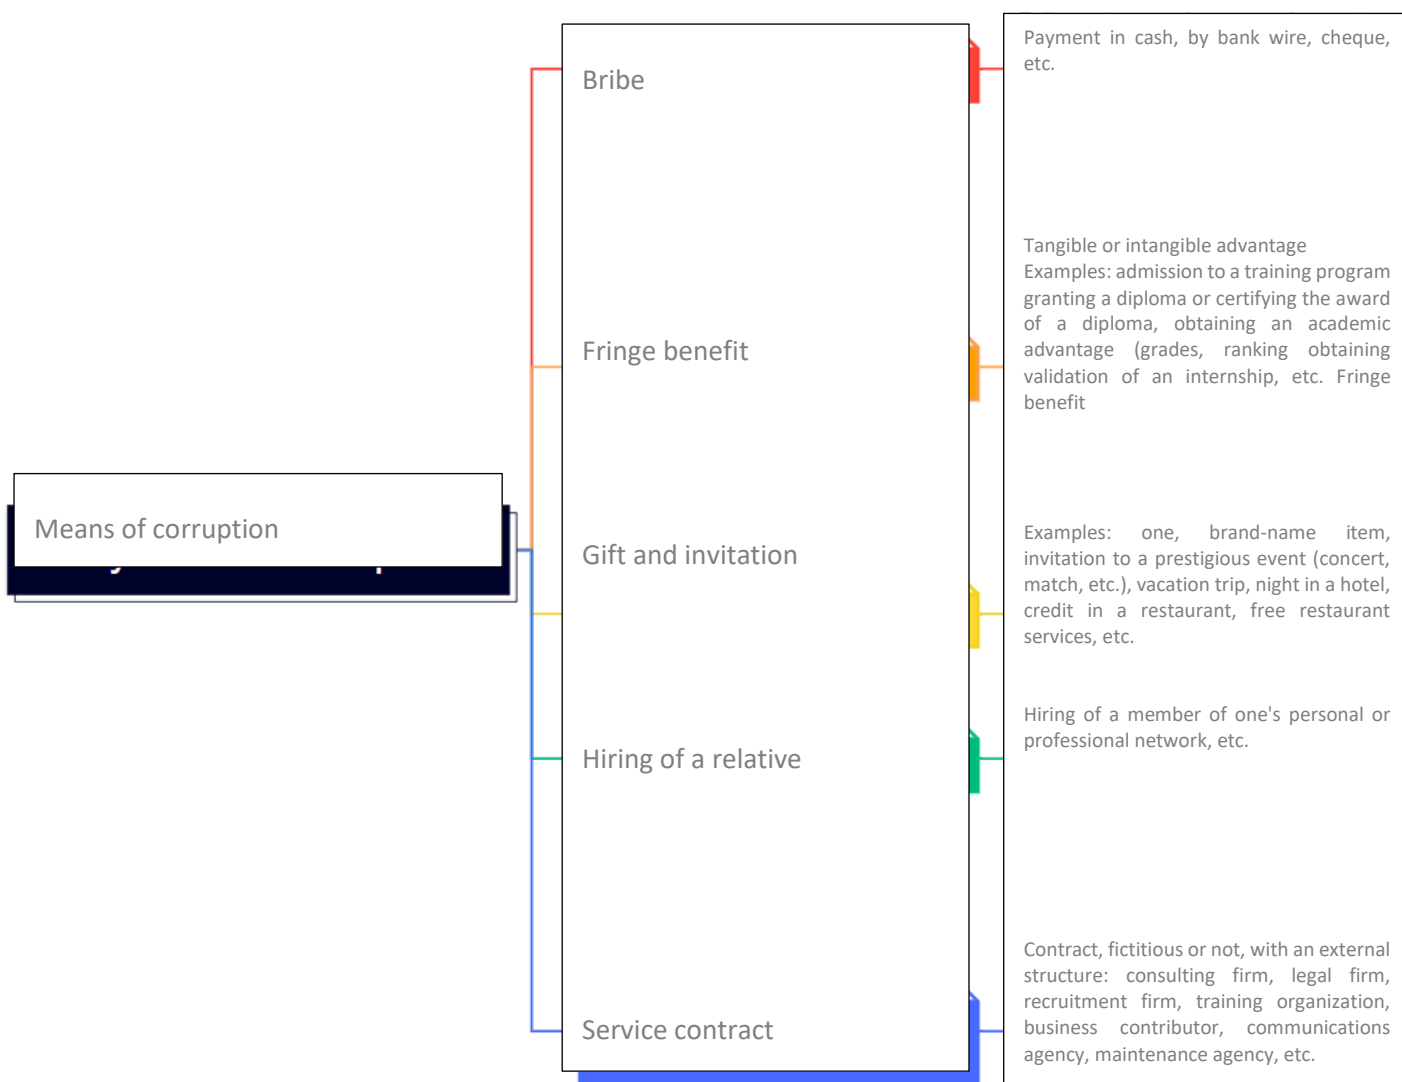 Means of corruption
Bribe
Payment in cash, by bank wire, cheque,
etc.
Fringe benefit
Tangible or intangible advantage
Examples: admission to a training program
granting a diploma or certifying the award
of a diploma, obtaining an academic
advantage (grades, ranking obtaining
validation of an internship, etc. Fringe
benefit
Gift and invitation
Examples: one, brand-name item,
invitation to a prestigious event (concert,
match, etc.), vacation trip, night in a hotel,
credit in a restaurant, free restaurant
services, etc.
Hiring of a relative
Hiring of a member of one's personal or
professional network, etc.
Service contract
Contract, fictitious or not, with an external
structure: consulting firm, legal firm,
recruitment firm, training organization,
business contributor, communications
agency, maintenance agency, etc.